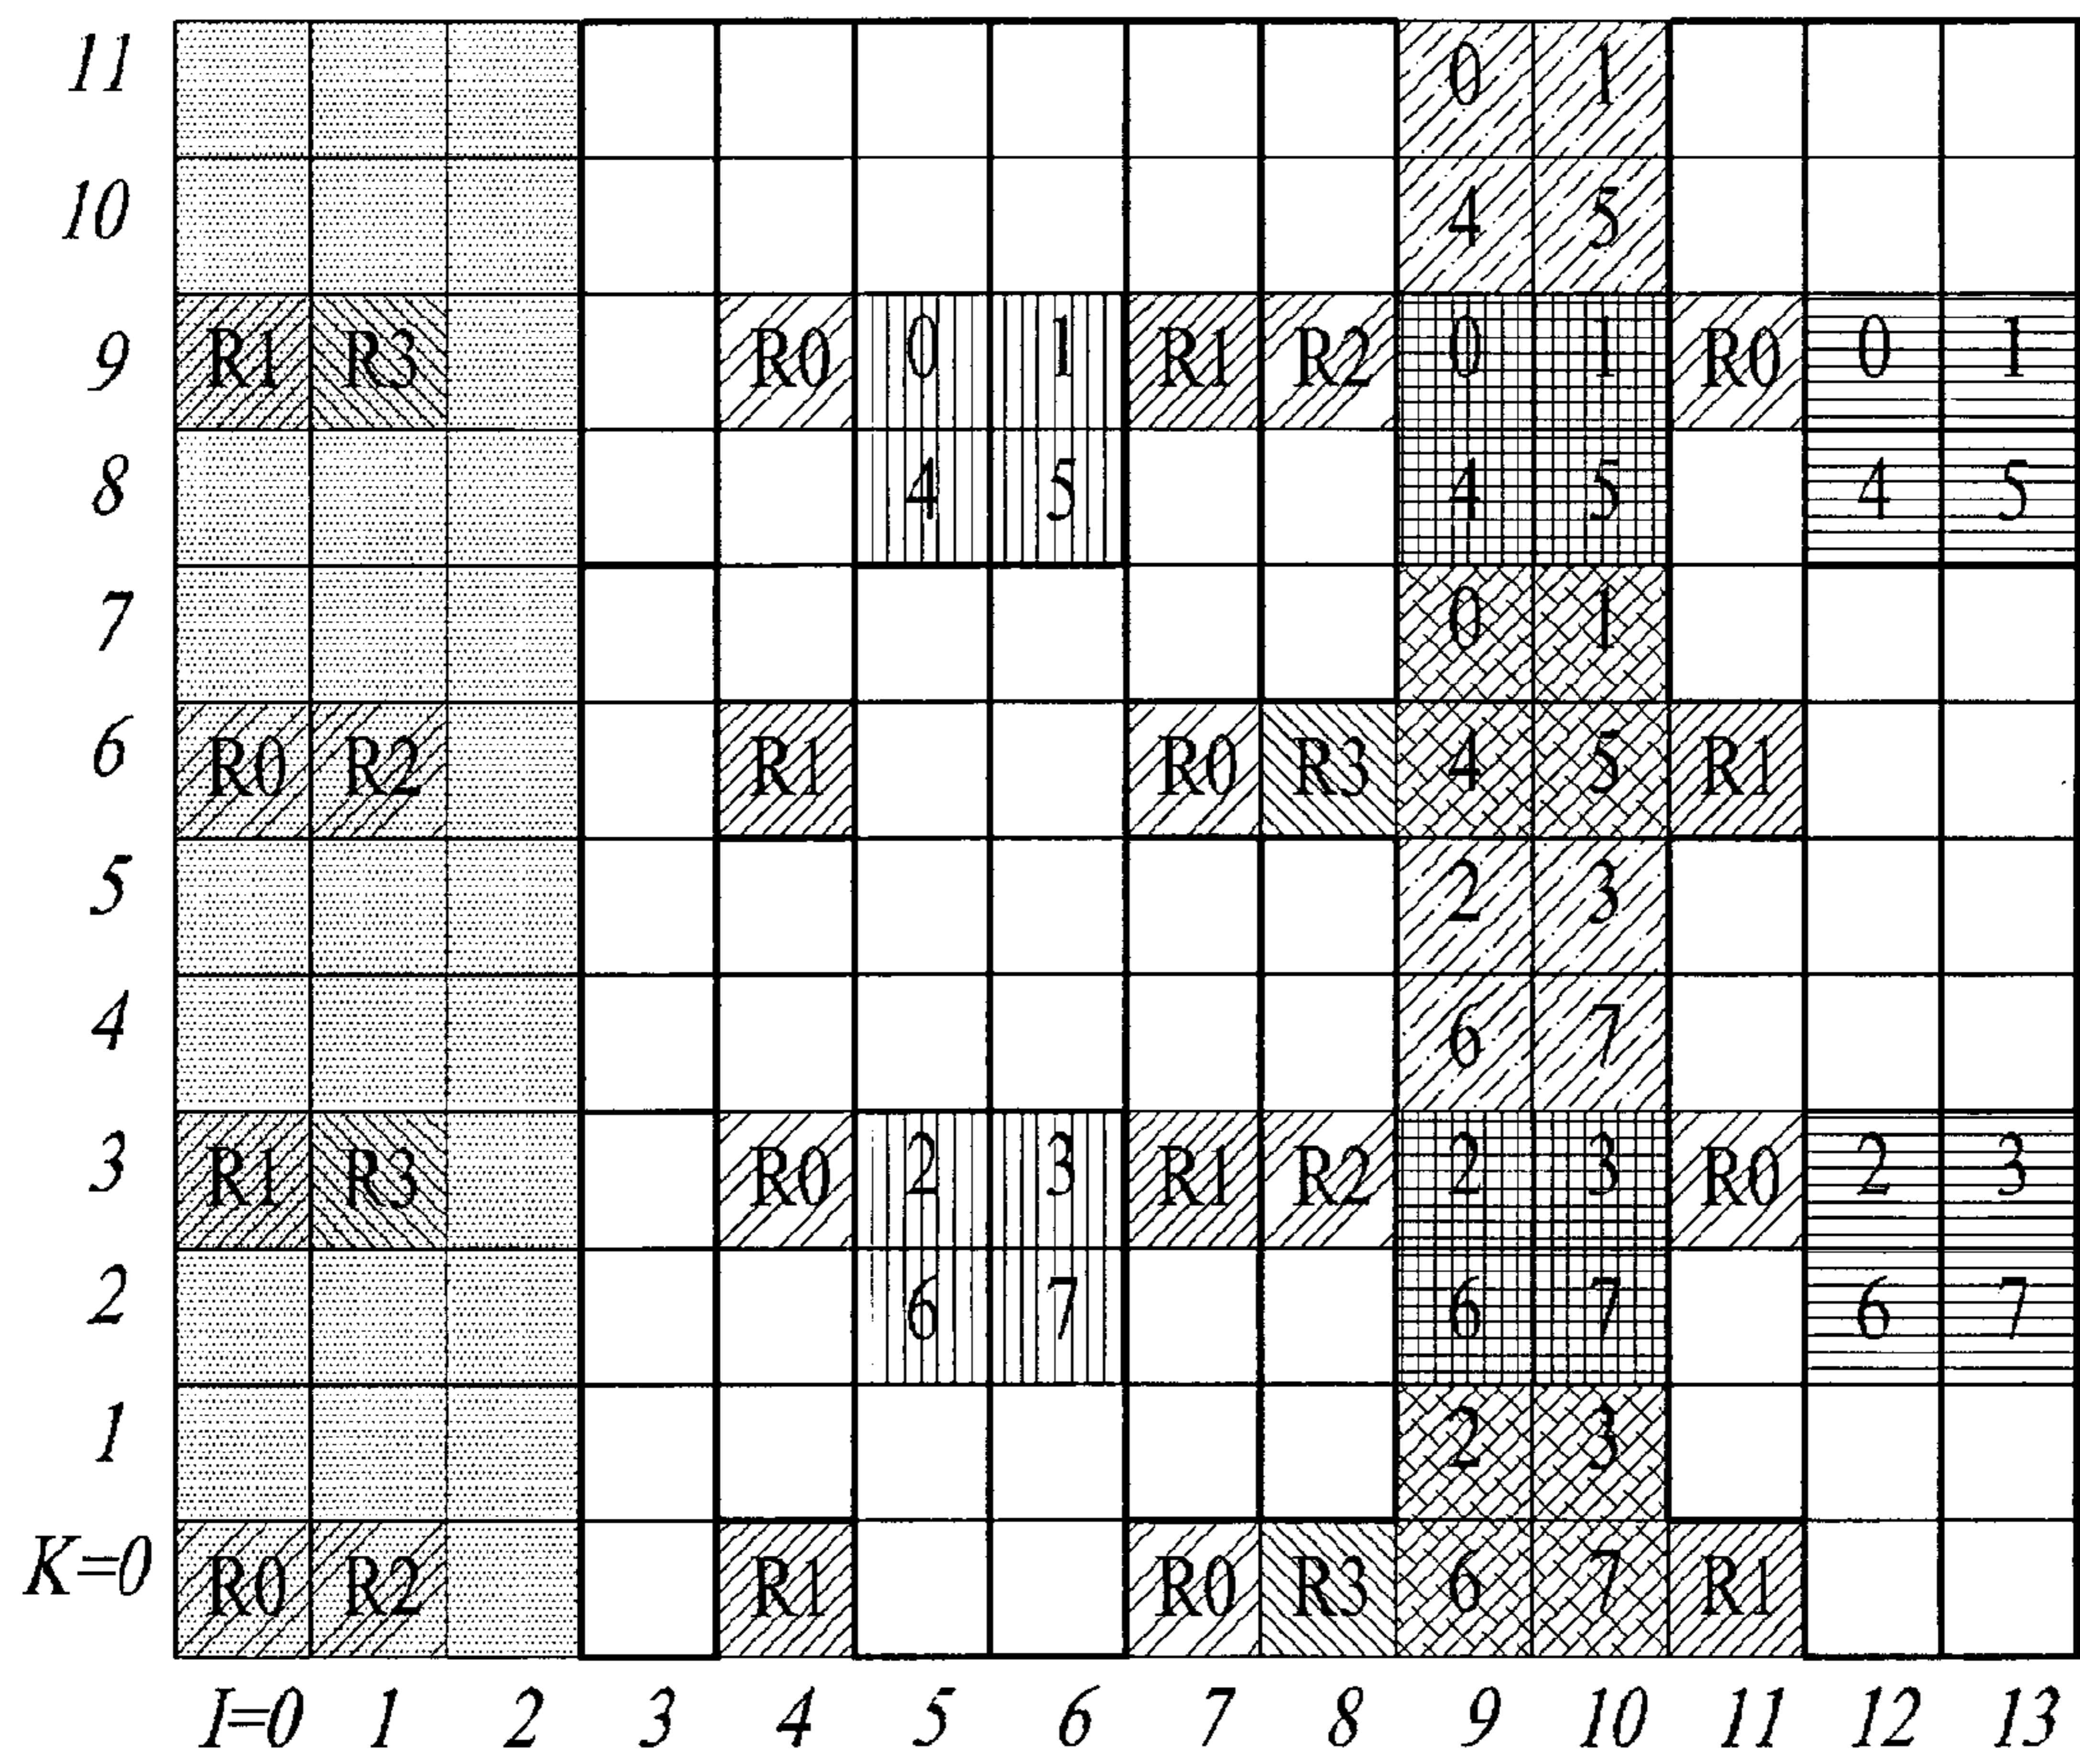 11 0 1
10 4 5
9 R1 R3 R0 0 1 R1 R2 0 1 R0 0 1
8 4 5 4 5 4 5
7 0 1
6 R0 R2 R1 R0 R3 4 5 R1
5 2 3
4 6 7
3 R1 R3 R0 2 3 R1 R2 2 3 R0 2 3
2 6 7 6 7 6 7
1 2 3
K=0 R0 R2 R1 R0 R3 6 7 R1
I=0 1 2 3 4 5 6 7 8 9 10 11 12 13